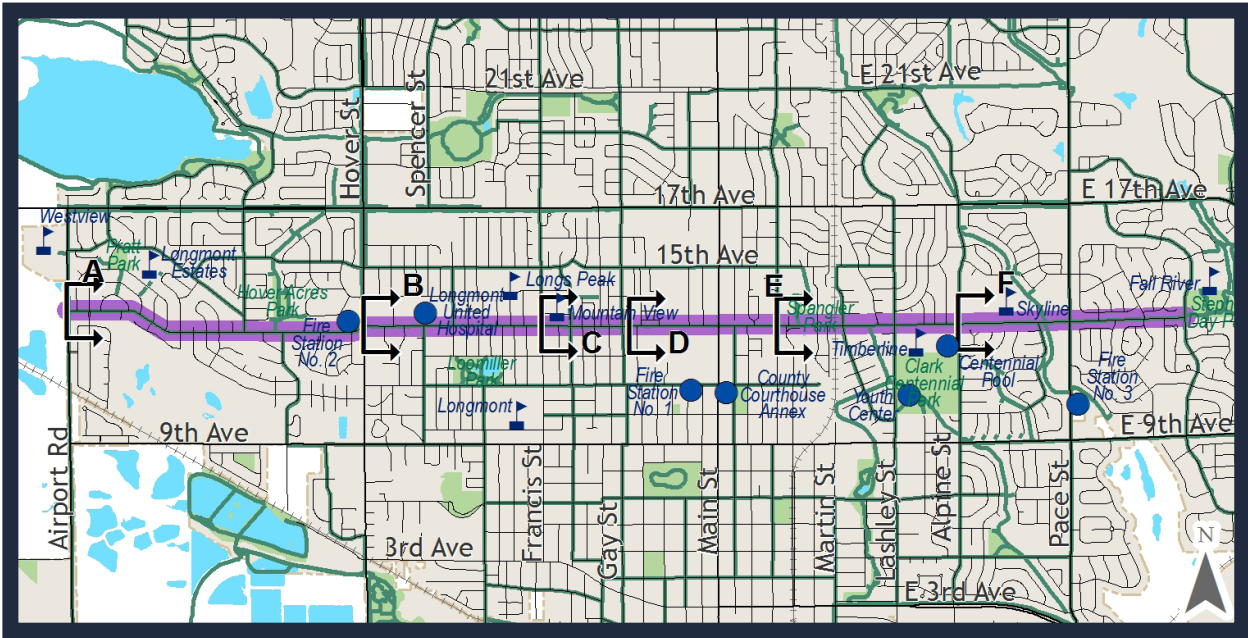 21st Ave
E 21st Ave
Hover St
Spencer St
17th Ave
E 17th Ave
Westview
Pratt
Park
Longmont
Estates
15th Ave
A
B
C
D
E
F
Hover Acres
Park
Fire
Station
No. 2
Longmont
United
Hospital
Longs Peak
Mountain View
Spangler
Park
Skyline
Fall River
Timberline
Clark
Centennial
Park
Centennial
Pool
Loomiller
Park
Longmont
Fire
Station
No. 1
County
Courthouse
Annex
Youth
Center
Fire
Station
No. 3
9th Ave
E 9th Ave
Airport Rd
Francis St
Gay St
Main St
Martin St
Lashley St
Alpine St
Pace St
3rd Ave
E 3rd Ave
N